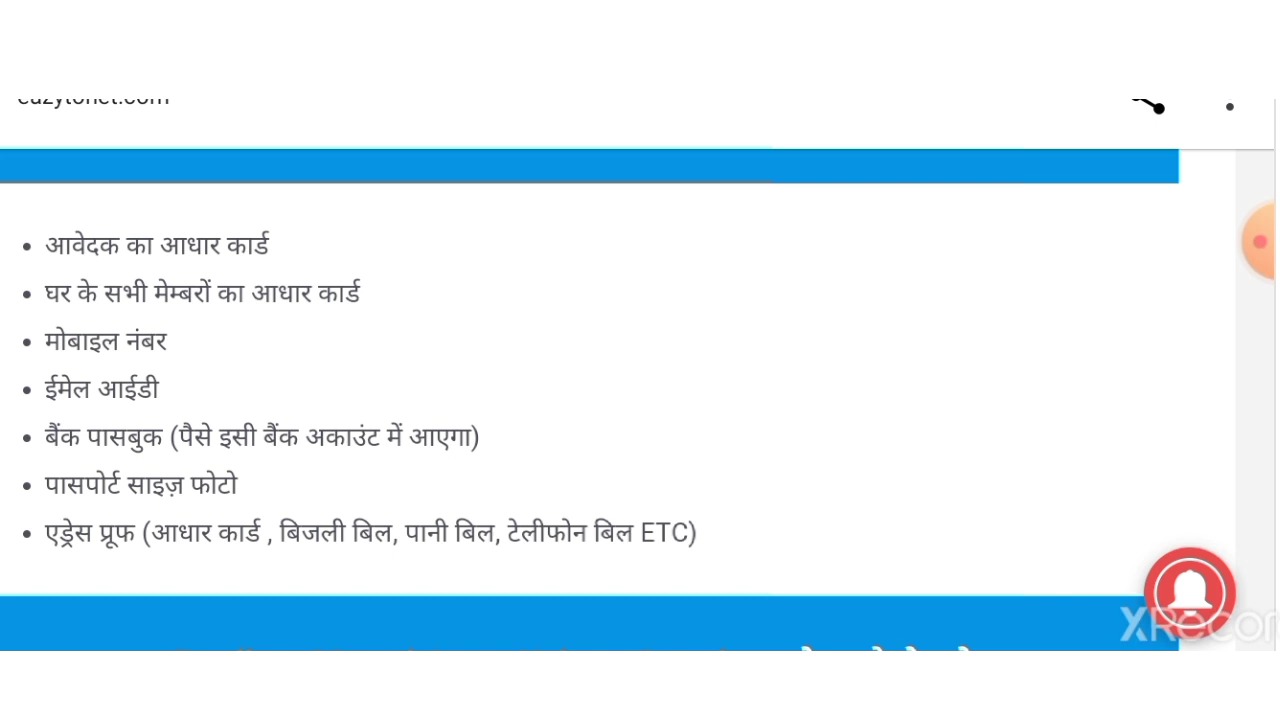 • आवेदक का आधार कार्ड
• घर के सभी मेम्बरों का आधार कार्ड
• मोबाइल नंबर
• ईमेल आईडी
• बैंक पासबुक (पैसे इसी बैंक अकाउंट में आएगा)
• पासपोर्ट साइज़ फोटो
• एड्रेस प्रूफ (आधार कार्ड , बिजली बिल, पानी बिल, टेलीफोन बिल ETC)
XRecor